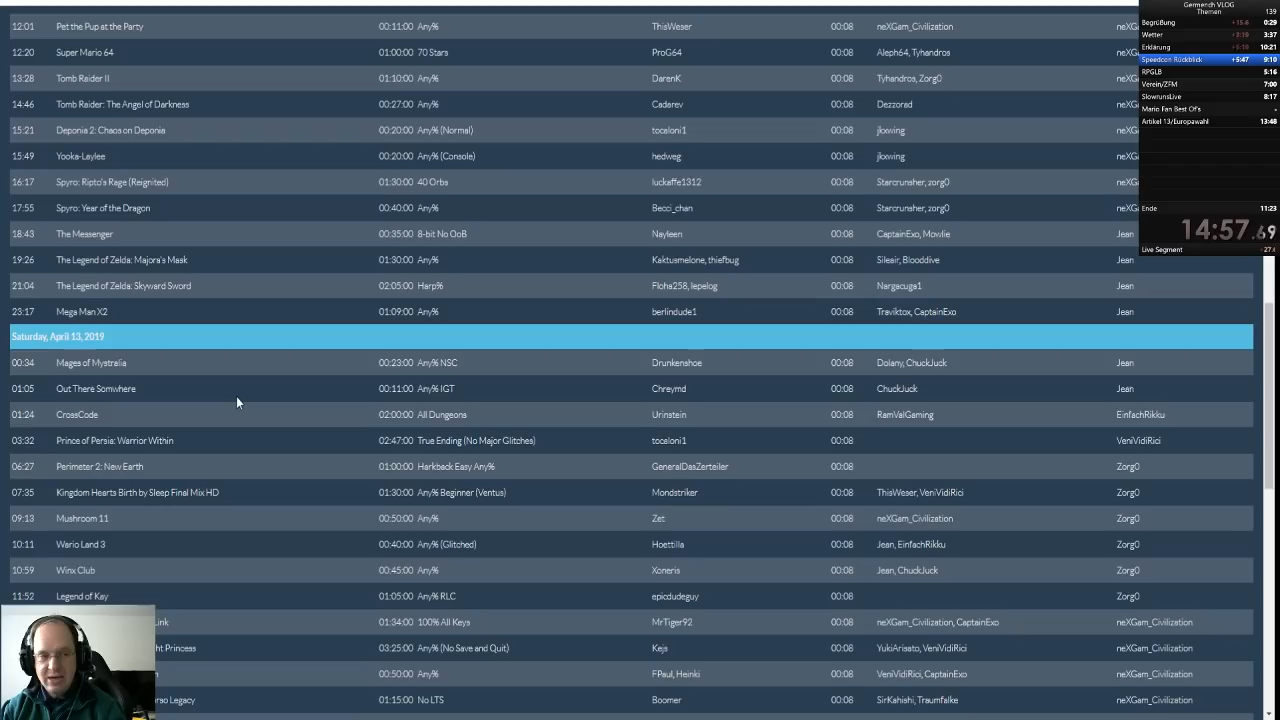 Germench VLOG
Themen 139
Begrüßung +15.8 0:29
Wetter +3:19 3:37
Erklärung +5:19 10:21
Speedcon Rückblick +5:47 9:10
RPGLB 5:16
Verein/ZFM 7:00
SlowrunsLive 8:17
Mario Fan Best Of's -
Artikel 13/Europawahl 13:48
Ende 11:23
14:57.69
Live Segment
12:01 Pet the Pup at the Party 00:11:00 Any% ThisWeser 00:08 neXGam_Civilization
12:20 Super Mario 64 01:00:00 70 Stars ProG64 00:08 Aleph64, Tyhandros
13:28 Tomb Raider II 01:10:00 Any% DarenK 00:08 Tyhandros, Zorg0
14:46 Tomb Raider: The Angel of Darkness 00:27:00 Any% Cadarev 00:08 Dezzorad
15:21 Deponia 2: Chaos on Deponia 00:20:00 Any% (Normal) toceloni1 00:08 jkxwing
15:49 Yooka-Laylee 00:20:00 Any% (Console) hedweg 00:08 jkxwing
16:17 Spyro: Ripto's Rage (Reignited) 01:30:00 40 Orbs luckaffe1312 00:08 Starcrunsher, zorg0
17:55 Spyro: Year of the Dragon 00:40:00 Any% Becci_chan 00:08 Starcrunsher, zorg0
18:43 The Messenger 00:35:00 8-bit No OoB Nayleen 00:08 CaptainExo, Mowlie Jean
19:26 The Legend of Zelda: Majora's Mask 01:30:00 Any% Kaktusmelone, thiefbug 00:08 Sileair, Blooddive Jean
21:04 The Legend of Zelda: Skyward Sword 02:05:00 Harp% Floha258, lepelog 00:08 Nargacuga1 Jean
23:17 Mega Man X2 01:09:00 Any% berlindude1 00:08 Traviktox, CaptainExo Jean
Saturday, April 13, 2019
00:34 Mages of Mystralia 00:23:00 Any% NSC Drunkenshoe 00:08 Dolany, ChuckJuck Jean
01:05 Out There Somwhere 00:11:00 Any% IGT Chreymd 00:08 ChuckJuck Jean
01:24 CrossCode 02:00:00 All Dungeons Urinstein 00:08 RamValGaming EinfachRikku
03:32 Prince of Persia: Warrior Within 02:47:00 True Ending (No Major Glitches) toceloni1 00:08 VeniVidiRici
06:27 Perimeter 2: New Earth 01:00:00 Harkback Easy Any% GeneralDasZerteiler 00:08 Zorg0
07:35 Kingdom Hearts Birth by Sleep Final Mix HD 01:30:00 Any% Beginner (Ventus) Mondstriker 00:08 ThisWeser, VeniVidiRici Zorg0
09:13 Mushroom 11 00:50:00 Any% Zet 00:08 neXGam_Civilization Zorg0
10:11 Wario Land 3 00:40:00 Any% (Glitched) Hoettilla 00:08 Jean, EinfachRikku Zorg0
10:59 Winx Club 00:45:00 Any% Xoneris 00:08 Jean, ChuckJuck Zorg0
11:52 Legend of Kay 01:05:00 Any% RLC epicdudeguy 00:08 Zorg0
Link 01:34:00 100% All Keys MrTiger92 00:08 neXGam_Civilization, CaptainExo neXGam_Civilization
ht Princess 03:25:00 Any% (No Save and Quit) Kejs 00:08 YukiArisato, VeniVidiRici neXGam_Civilization
00:50:00 Any% FPaul, Heinki 00:08 VeniVidiRici, CaptainExo neXGam_Civilization
Legacy 01:15:00 No LTS Boomer 00:08 SirKahishi, Traumfalke neXGam_Civilization